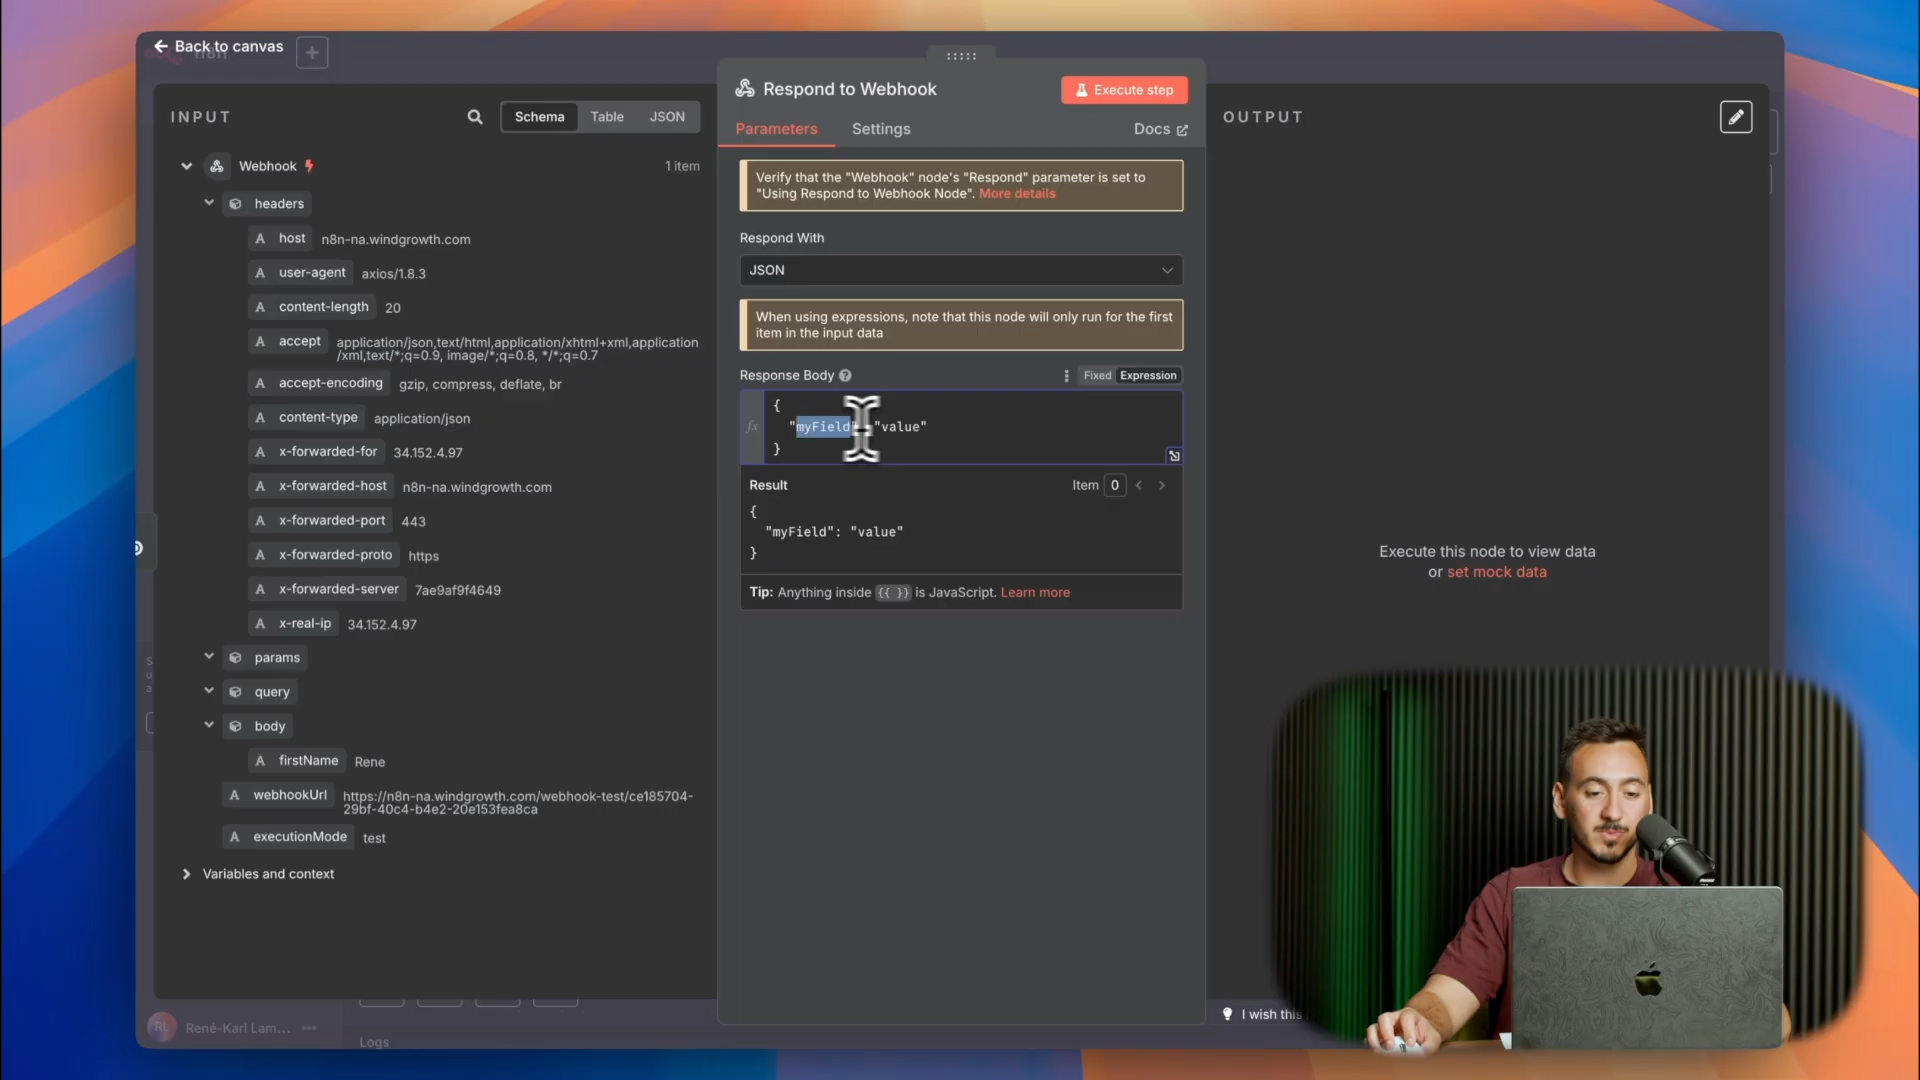 Back to canvas
n8n
INPUT
Schema
Table
JSON
Webhook
1 item
headers
A host n8n-na.windgrowth.com
A user-agent axios/1.8.3
A content-length 20
A accept application/json,text/html,application/xhtml+xml,application
/xml,text/*;q=0.9, image/*;q=0.8, */*;q=0.7
A accept-encoding gzip, compress, deflate, br
A content-type application/json
A x-forwarded-for 34.152.4.97
A x-forwarded-host n8n-na.windgrowth.com
A x-forwarded-port 443
A x-forwarded-proto https
A x-forwarded-server 7ae9af9f4649
A x-real-ip 34.152.4.97
params
query
body
A firstName Rene
A webhookUrl https://n8n-na.windgrowth.com/webhook-test/ce185704-
29bf-40c4-b4e2-20e153fea8ca
A executionMode test
Variables and context
RL René-Karl Lam...
Logs
Respond to Webhook
Execute step
Parameters
Settings
Docs
Verify that the "Webhook" node's "Respond" parameter is set to
"Using Respond to Webhook Node". More details
Respond With
JSON
When using expressions, note that this node will only run for the first
item in the input data
Response Body
Fixed
Expression
fx
{
"myField": "value"
}
Result
Item 0
{
"myField": "value"
}
Tip: Anything inside {{ }} is JavaScript. Learn more
OUTPUT
Execute this node to view data
or set mock data
I wish this